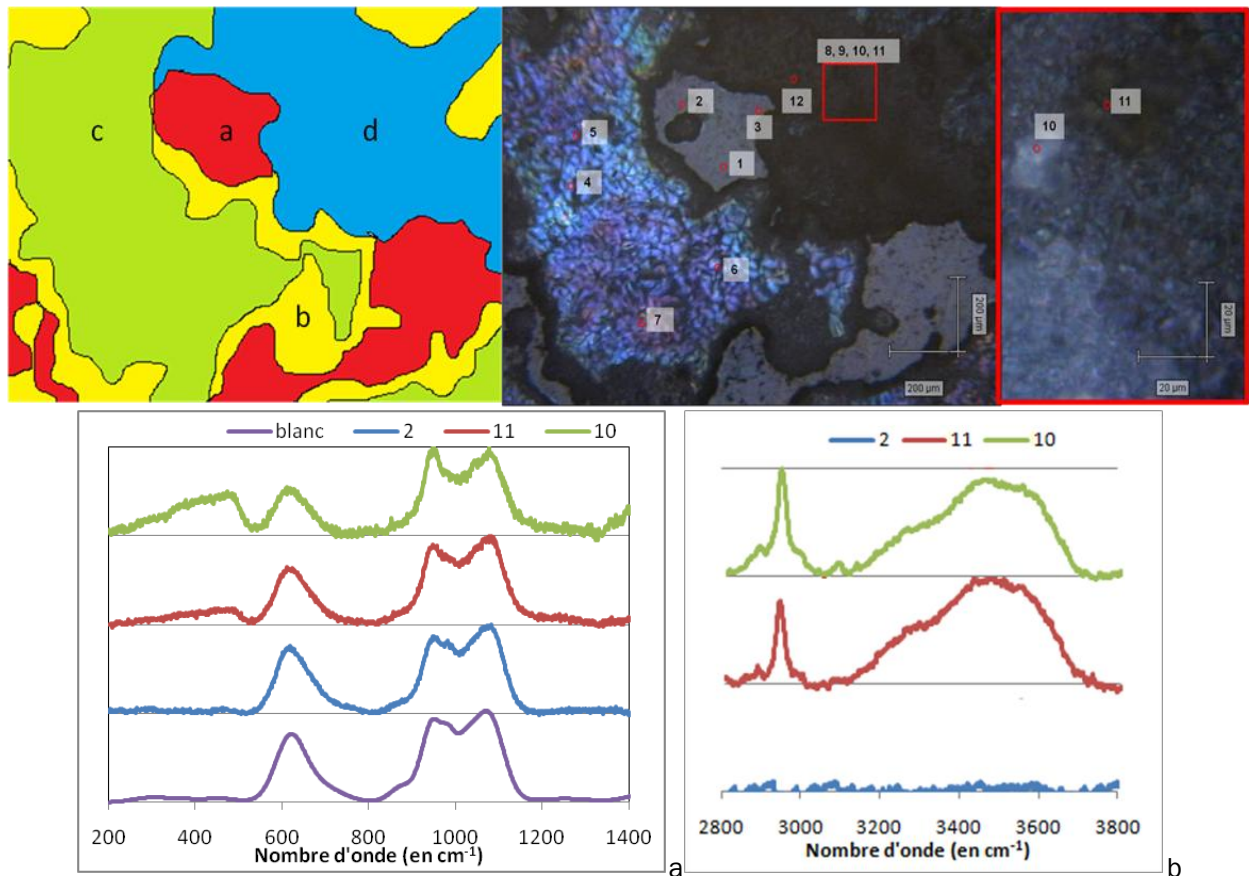 c
a
d
b
8, 9, 10, 11
2
12
3
5
1
4
6
7
200 µm
200 µm
11
10
20 µm
20 µm
blanc 2 11 10
200 400 600 800 1000 1200 1400
Nombre d'onde (en cm-1)
a
2 11 10
2800 3000 3200 3400 3600 3800
Nombre d'onde (en cm-1)
b